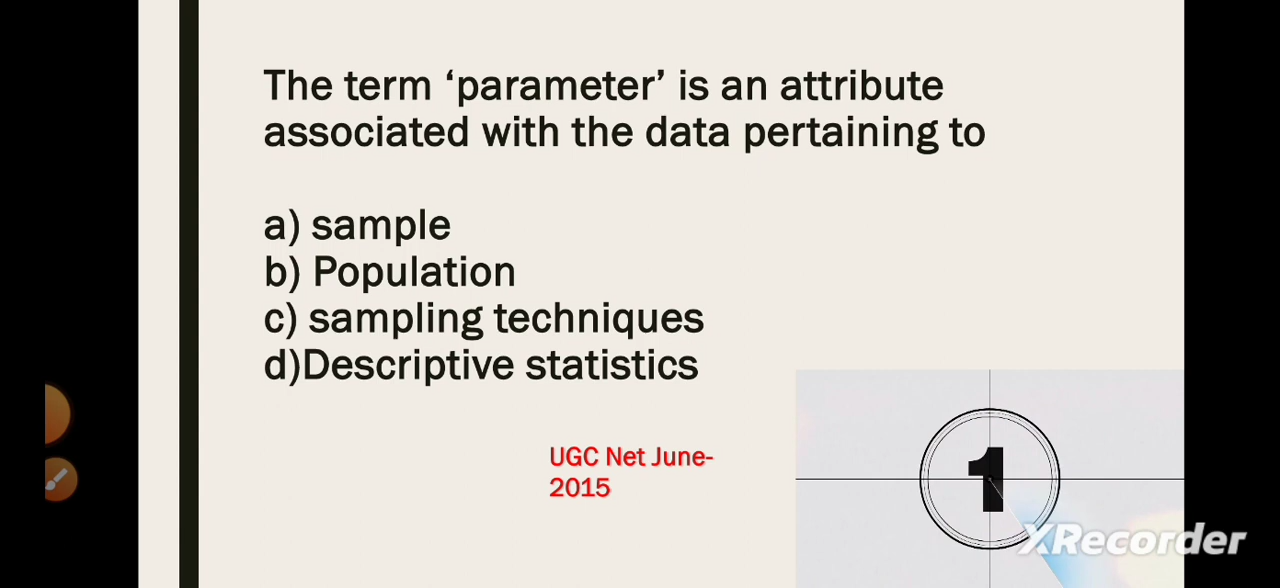 The term ‘parameter’ is an attribute
associated with the data pertaining to
a) sample
b) Population
c) sampling techniques
d)Descriptive statistics
UGC Net June-
2015
1
XRecorder